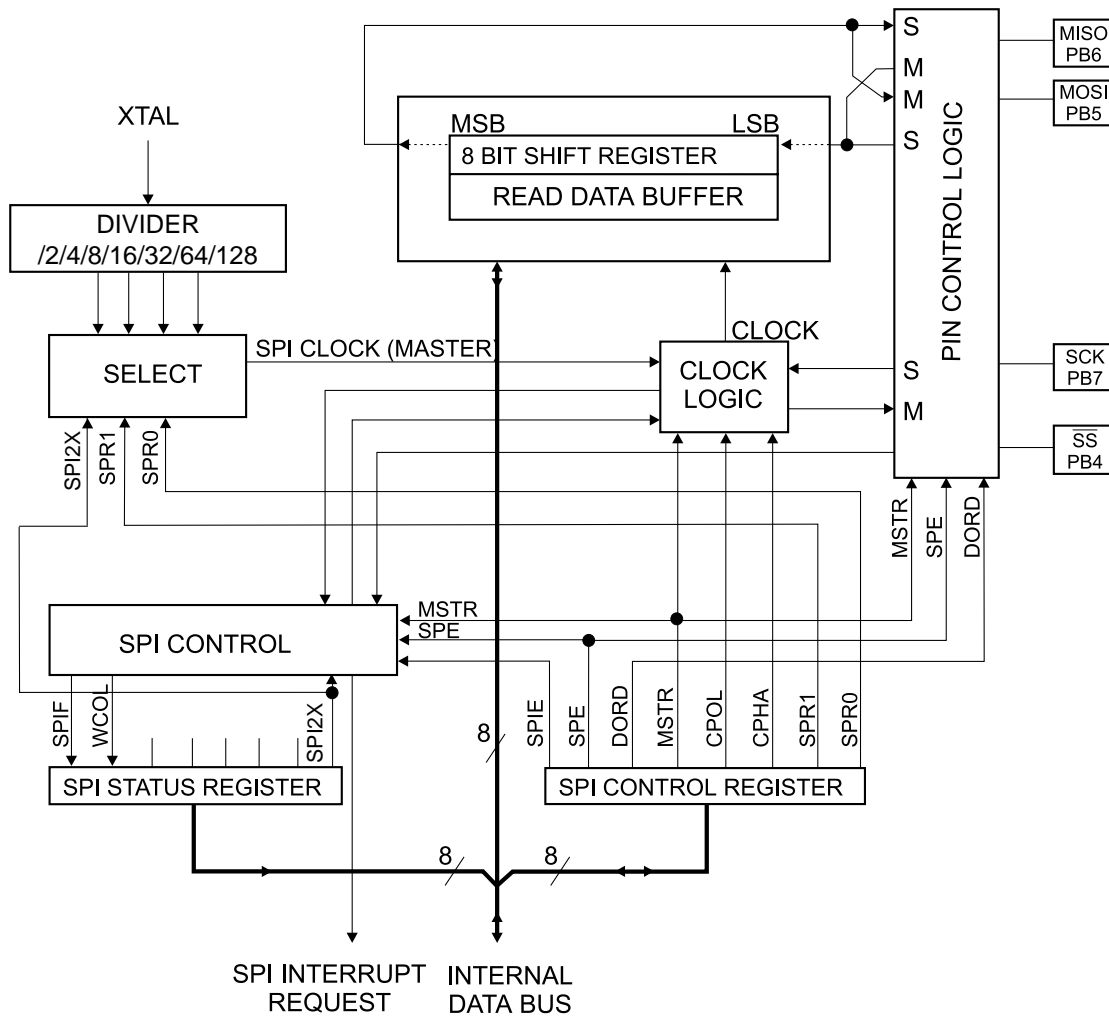 S
MISO
PB6
M
XTAL
M
MOSI
PB5
MSB
LSB
S
8 BIT SHIFT REGISTER
READ DATA BUFFER
PIN CONTROL LOGIC
DIVIDER
/2/4/8/16/32/64/128
CLOCK
SPI CLOCK (MASTER)
SELECT
CLOCK
LOGIC
S
SCK
PB7
M
SPI2X
SPR1
SPR0
SS
PB4
MSTR
SPE
DORD
MSTR
SPE
SPI CONTROL
SPIF
WCOL
SPI2X
8
SPIE
SPE
DORD
MSTR
CPOL
CPHA
SPR1
SPR0
SPI STATUS REGISTER
SPI CONTROL REGISTER
8
8
SPI INTERRUPT
REQUEST
INTERNAL
DATA BUS